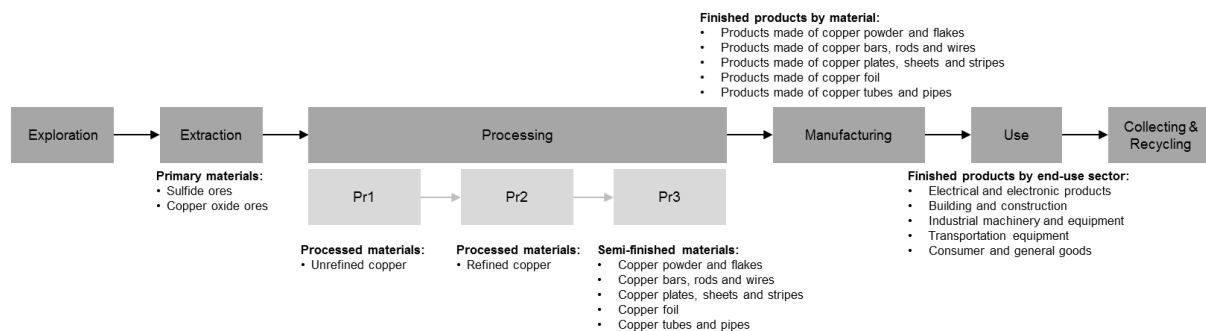 Finished products by material:
• Products made of copper powder and flakes
• Products made of copper bars, rods and wires
• Products made of copper plates, sheets and stripes
• Products made of copper foil
• Products made of copper tubes and pipes
Exploration
Extraction
Processing
Manufacturing
Use
Collecting &
Recycling
Primary materials:
• Sulfide ores
• Copper oxide ores
Pr1
Pr2
Pr3
Processed materials:
• Unrefined copper
Processed materials:
• Refined copper
Semi-finished materials:
• Copper powder and flakes
• Copper bars, rods and wires
• Copper plates, sheets and stripes
• Copper foil
• Copper tubes and pipes
Finished products by end-use sector:
• Electrical and electronic products
• Building and construction
• Industrial machinery and equipment
• Transportation equipment
• Consumer and general goods